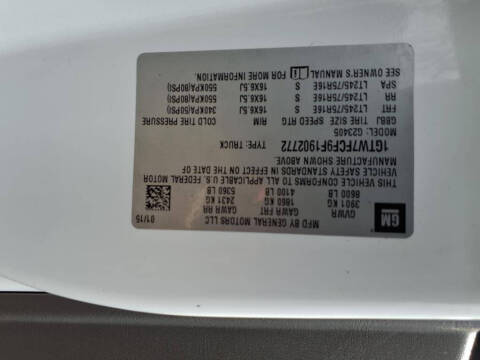 GM
MFD BY GENERAL MOTORS LLC
01/15
GVWR GAWR FRT GAWR RR
3901 KG 1860 KG 2431 KG
8600 LB 4100 LB 5360 LB
THIS VEHICLE CONFORMS TO ALL APPLICABLE U.S. FEDERAL MOTOR
VEHICLE SAFETY STANDARDS IN EFFECT ON THE DATE OF
MANUFACTURE SHOWN ABOVE.
1GTW7FCF9F1902772 TYPE: TRUCK
MODEL: G23405
TIRE SIZE SPEED RTG RIM COLD TIRE PRESSURE
FRT LT245/75R16E S 16X6.5J 340KPA(50PSI)
RR LT245/75R16E S 16X6.5J 550KPA(80PSI)
SPA LT245/75R16E S 16X6.5J 550KPA(80PSI)
SEE OWNER'S MANUAL FOR MORE INFORMATION.